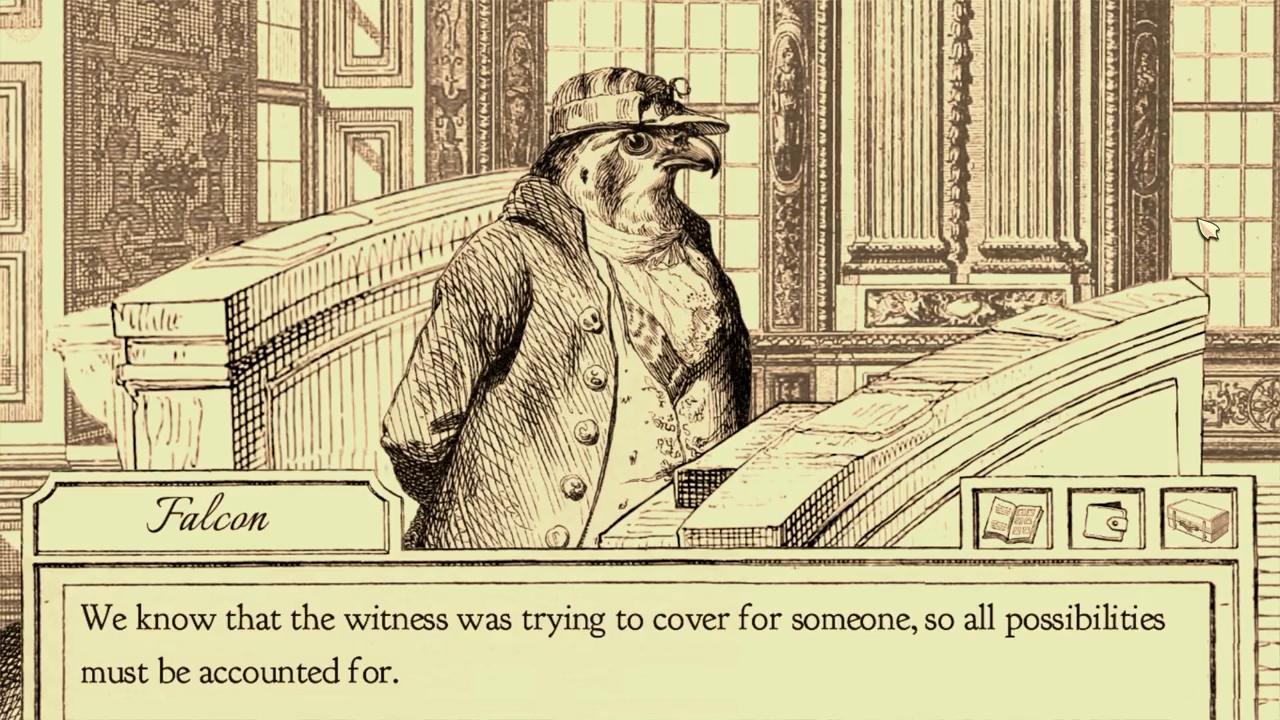 Falcon
We know that the witness was trying to cover for someone, so all possibilities
must be accounted for.